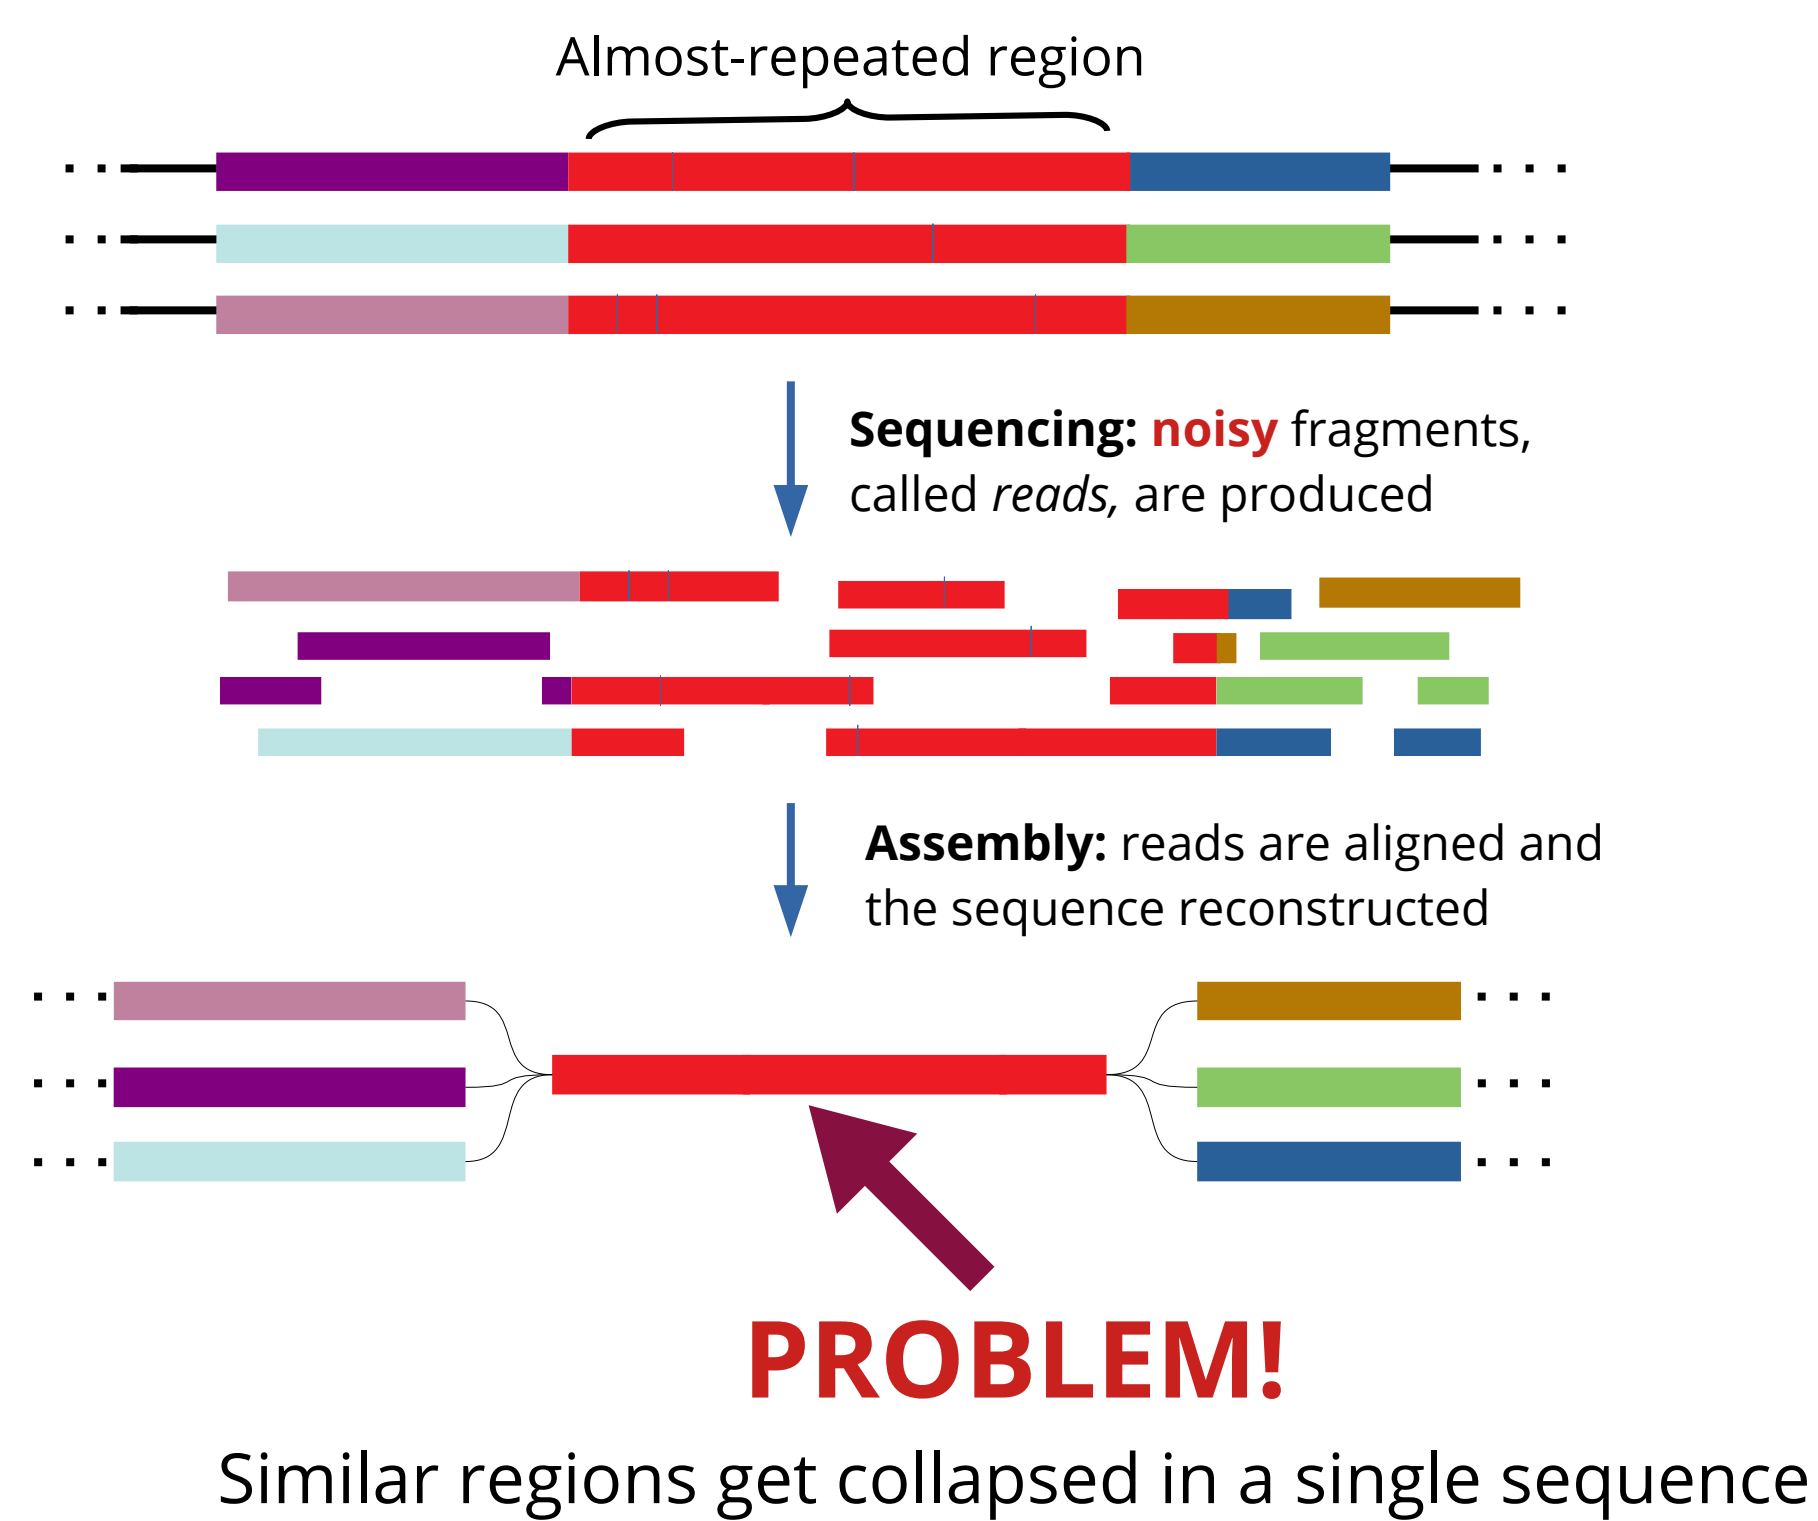 Almost-repeated region
Sequencing: noisy fragments,
called reads, are produced
Assembly: reads are aligned and
the sequence reconstructed
PROBLEM!
Similar regions get collapsed in a single sequence